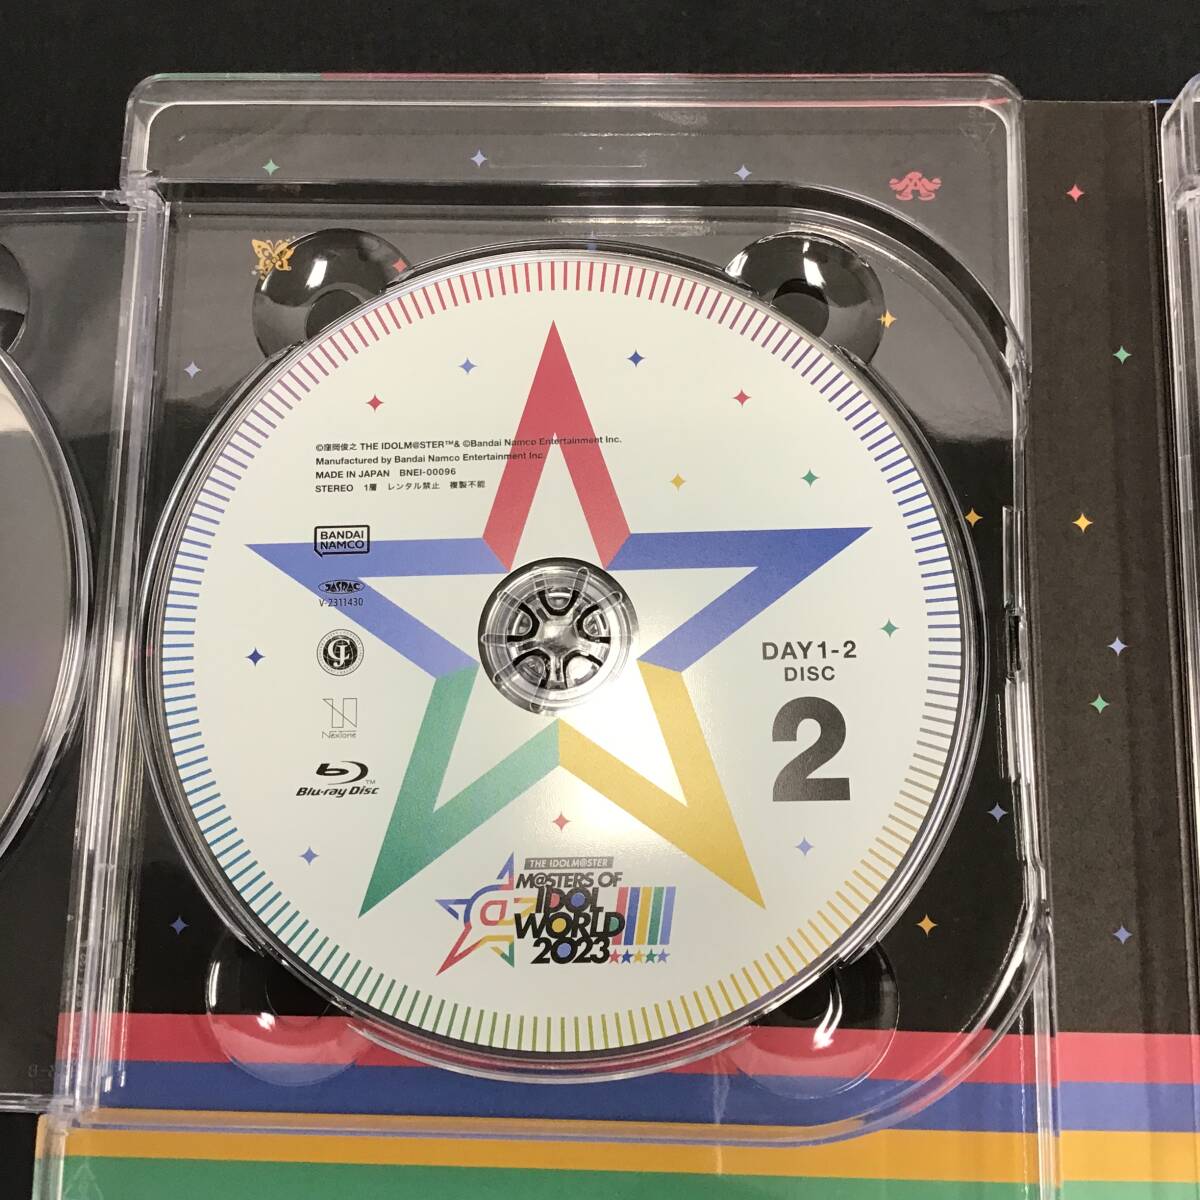 ©窪岡俊之 THE IDOLM@STER™& ©Bandai Namco Entertainment Inc.
Manufactured by Bandai Namco Entertainment Inc.
MADE IN JAPAN BNEI-00096
STEREO 1層 レンタル禁止 複製不能
BANDAI
NAMCO
JASRAC
V-2311430
NexTone
Blu-ray Disc™
DAY1-2
DISC
2
THE IDOLM@STER
M@STERS OF
IDOL
WORLD
2023